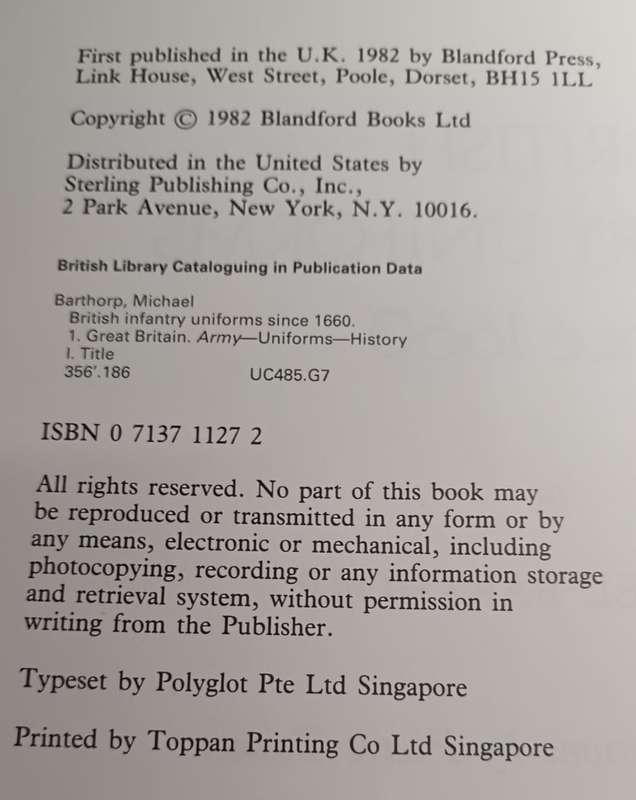 First published in the U.K. 1982 by Blandford Press,
Link House, West Street, Poole, Dorset, BH15 1LL
Copyright © 1982 Blandford Books Ltd
Distributed in the United States by
Sterling Publishing Co., Inc.,
2 Park Avenue, New York, N.Y. 10016.
British Library Cataloguing in Publication Data
Barthorp, Michael
British infantry uniforms since 1660.
1. Great Britain. Army—Uniforms—History
I. Title
356'.186 UC485.G7
ISBN 0 7137 1127 2
All rights reserved. No part of this book may
be reproduced or transmitted in any form or by
any means, electronic or mechanical, including
photocopying, recording or any information storage
and retrieval system, without permission in
writing from the Publisher.
Typeset by Polyglot Pte Ltd Singapore
Printed by Toppan Printing Co Ltd Singapore